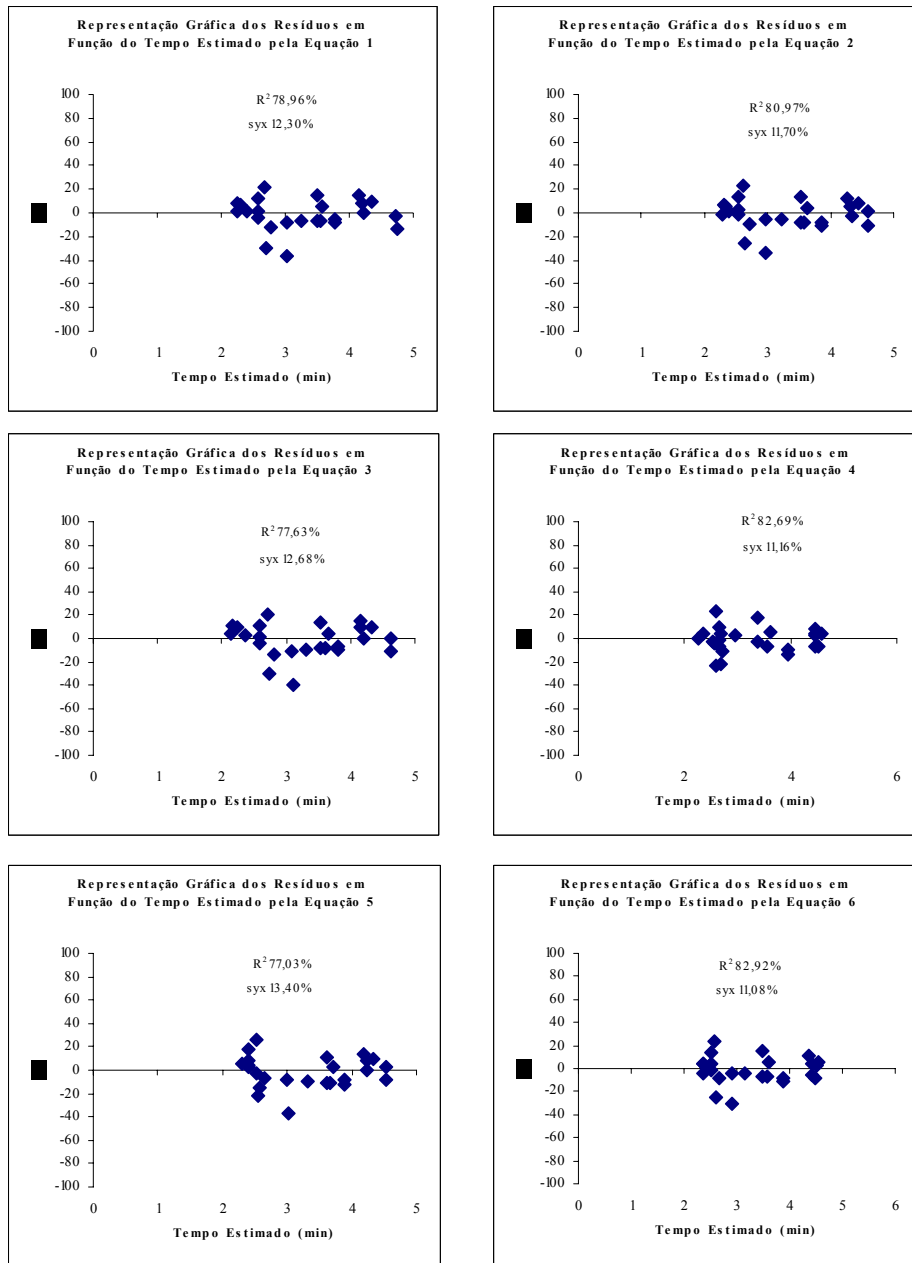 Representação Gráfica dos Resíduos em
Função do Tempo Estimado pela Equação 1
100
80
60
40
20
0
-20
-40
-60
-80
-100
R² 78,96%
syx 12,30%
0 1 2 3 4 5
Tempo Estimado (min)
Representação Gráfica dos Resíduos em
Função do Tempo Estimado pela Equação 2
100
80
60
40
20
0
-20
-40
-60
-80
-100
R² 80,97%
syx 11,70%
0 1 2 3 4 5
Tempo Estimado (mim)
Representação Gráfica dos Resíduos em
Função do Tempo Estimado pela Equação 3
100
80
60
40
20
0
-20
-40
-60
-80
-100
R² 77,63%
syx 12,68%
0 1 2 3 4 5
Tempo Estimado (min)
Representação Gráfica dos Resíduos em
Função do Tempo Estimado pela Equação 4
100
80
60
40
20
0
-20
-40
-60
-80
-100
R² 82,69%
syx 11,16%
0 2 4 6
Tempo Estimado (min)
Representação Gráfica dos Resíduos em
Função do Tempo Estimado pela Equação 5
100
80
60
40
20
0
-20
-40
-60
-80
-100
R² 77,03%
syx 13,40%
0 1 2 3 4 5
Tempo Estimado (min)
Representação Gráfica dos Resíduos em
Função do Tempo Estimado pela Equação 6
100
80
60
40
20
0
-20
-40
-60
-80
-100
R² 82,92%
syx 11,08%
0 1 2 3 4 5 6
Tempo Estimado (min)